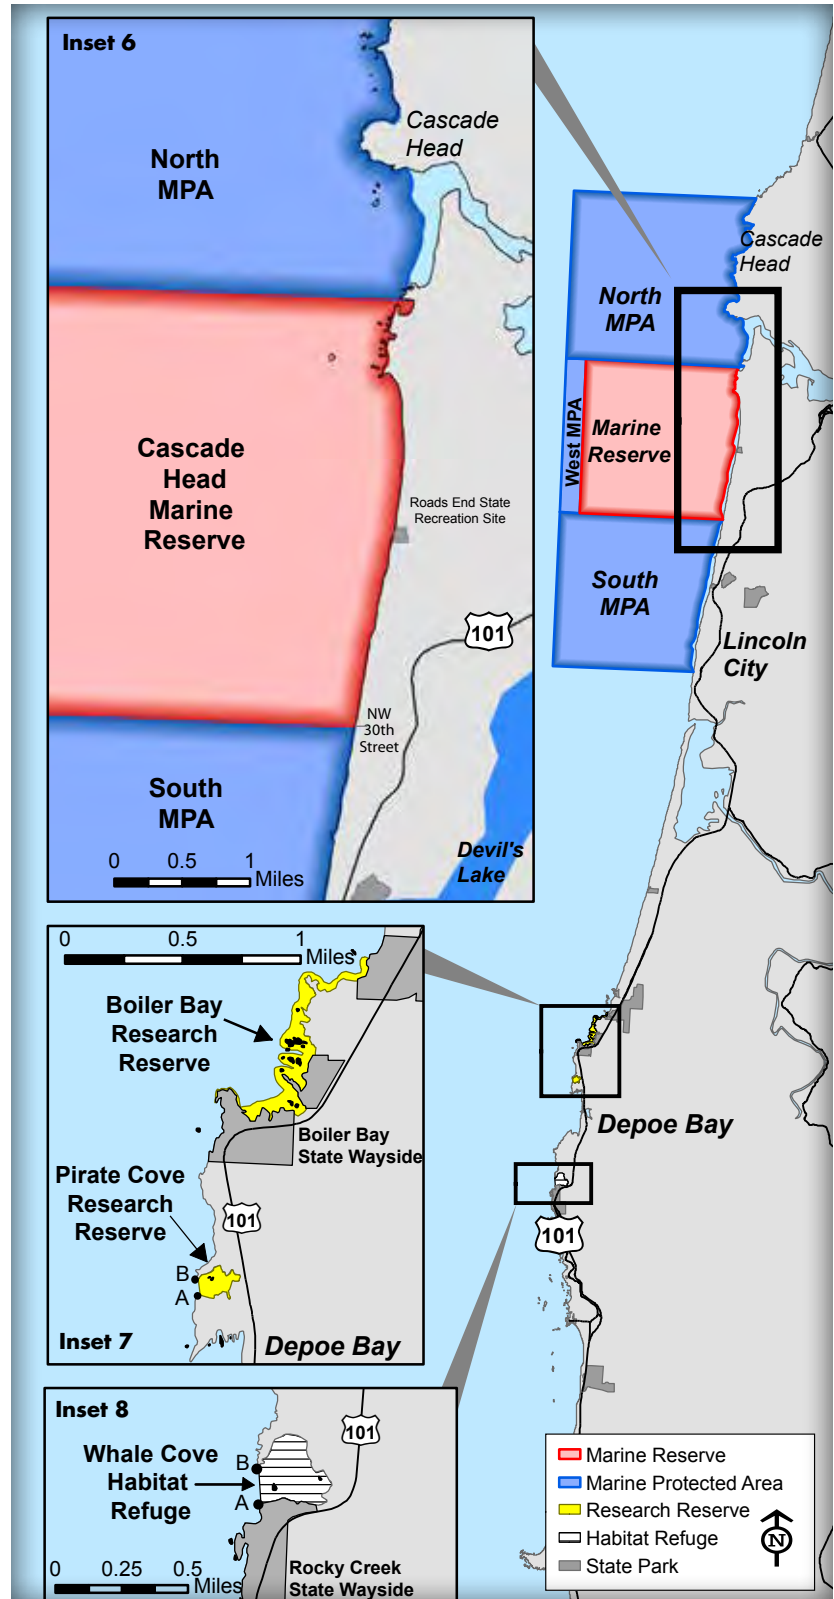 Inset 6
North
MPA
Cascade
Head
Cascade
Head
Marine
Reserve
Roads End State
Recreation Site
101
NW
30th
Street
South
MPA
Devil's
Lake
0 0.5 1
Miles
Cascade
Head
North
MPA
West MPA
Marine
Reserve
South
MPA
Lincoln
City
Depoe Bay
101
0 0.5 1
Miles
Boiler Bay
Research
Reserve
Boiler Bay
State Wayside
Pirate Cove
Research
Reserve
101
B
A
Inset 7
Depoe Bay
Inset 8
101
Whale Cove
Habitat
Refuge
B
A
0 0.25 0.5
Miles
Rocky Creek
State Wayside
Marine Reserve
Marine Protected Area
Research Reserve
Habitat Refuge
State Park
N